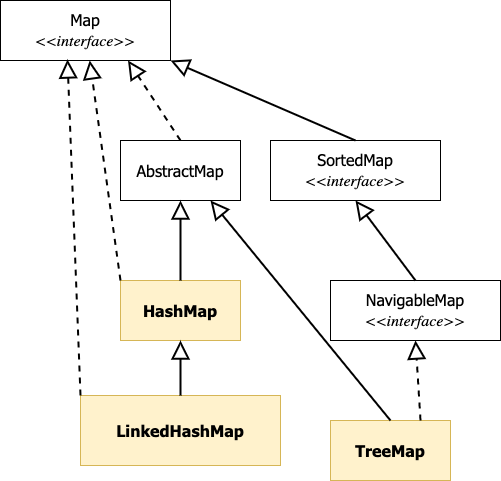 Map
<<interface>>
AbstractMap
SortedMap
<<interface>>
HashMap
NavigableMap
<<interface>>
LinkedHashMap
TreeMap